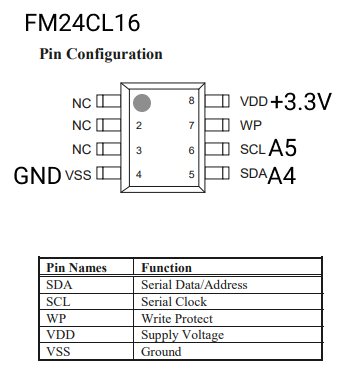 FM24CL16
Pin Configuration
NC 8 VDD +3.3V
NC 2 7 WP
NC 3 6 SCL A5
GND VSS 4 5 SDA A4
Pin Names Function
SDA Serial Data/Address
SCL Serial Clock
WP Write Protect
VDD Supply Voltage
VSS Ground